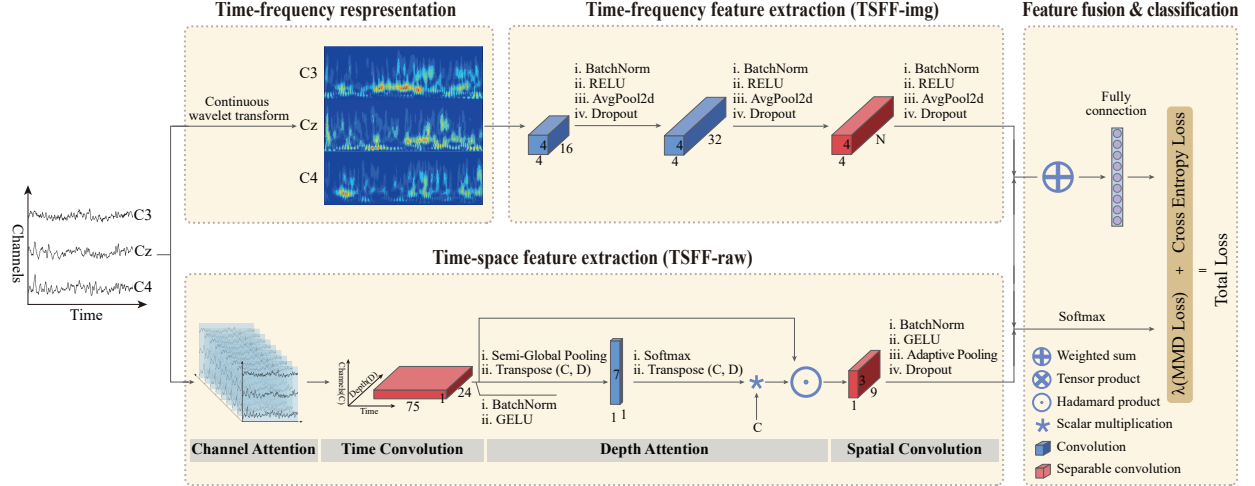 Time-frequency respresentation
Time-frequency feature extraction (TSFF-img)
Feature fusion & classification
Continuous
wavelet transform
C3
Cz
C4
i. BatchNorm
ii. RELU
iii. AvgPool2d
iv. Dropout
i. BatchNorm
ii. RELU
iii. AvgPool2d
iv. Dropout
i. BatchNorm
ii. RELU
iii. AvgPool2d
iv. Dropout
4
4
16
4
4
32
4
4
N
Fully
connection
λ(MMD Loss) + Cross Entropy Loss
=
Total Loss
Channels
C3
Cz
C4
Time
Time-space feature extraction (TSFF-raw)
Channels(C)
Depth(D)
Time
75
1
24
i. Semi-Global Pooling
ii. Transpose (C, D)
i. BatchNorm
ii. GELU
7
1
1
i. Softmax
ii. Transpose (C, D)
C
i. BatchNorm
ii. GELU
iii. Adaptive Pooling
iv. Dropout
3
1
9
Softmax
Channel Attention
Time Convolution
Depth Attention
Spatial Convolution
Weighted sum
Tensor product
Hadamard product
Scalar multiplication
Convolution
Separable convolution